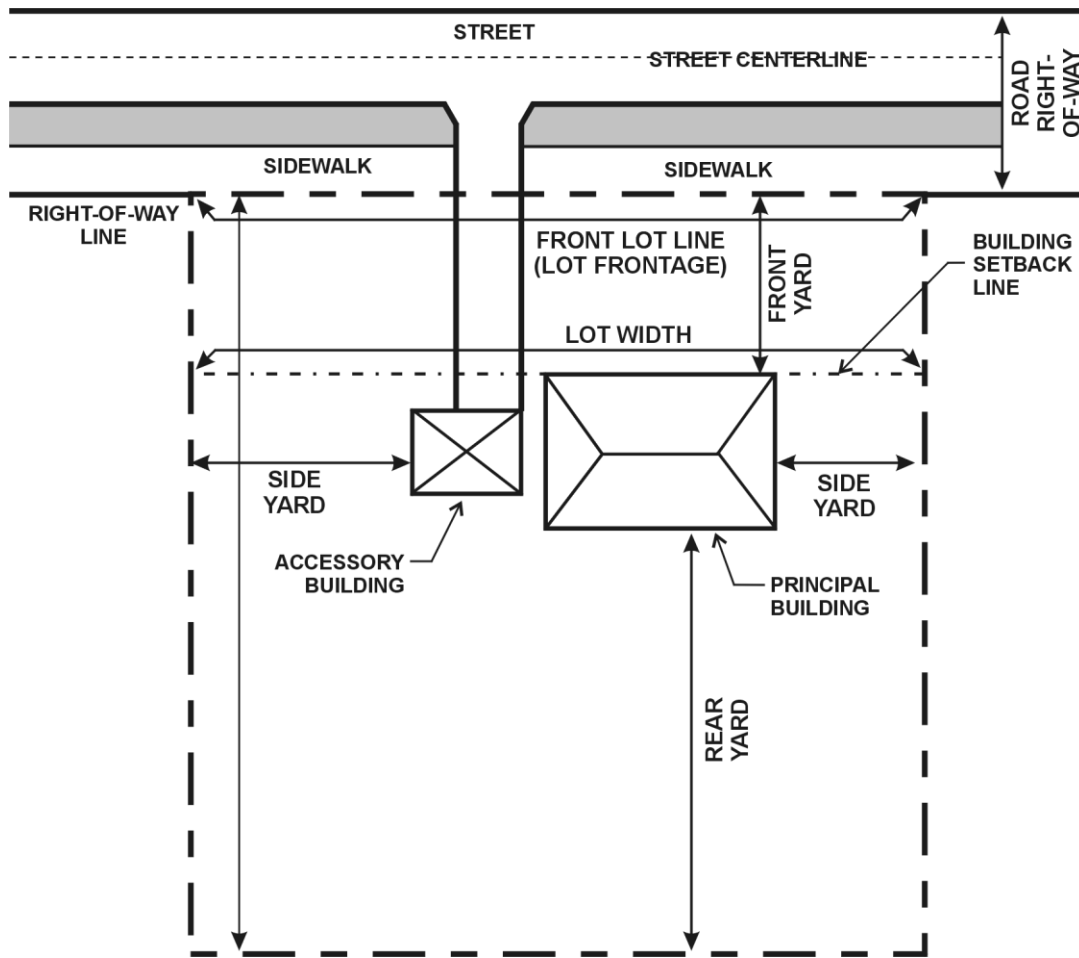 STREET
STREET CENTERLINE
ROAD
RIGHT-
OF-WAY
SIDEWALK
SIDEWALK
RIGHT-OF-WAY
LINE
FRONT LOT LINE
(LOT FRONTAGE)
FRONT
YARD
BUILDING
SETBACK
LINE
LOT WIDTH
SIDE
YARD
SIDE
YARD
ACCESSORY
BUILDING
PRINCIPAL
BUILDING
REAR
YARD